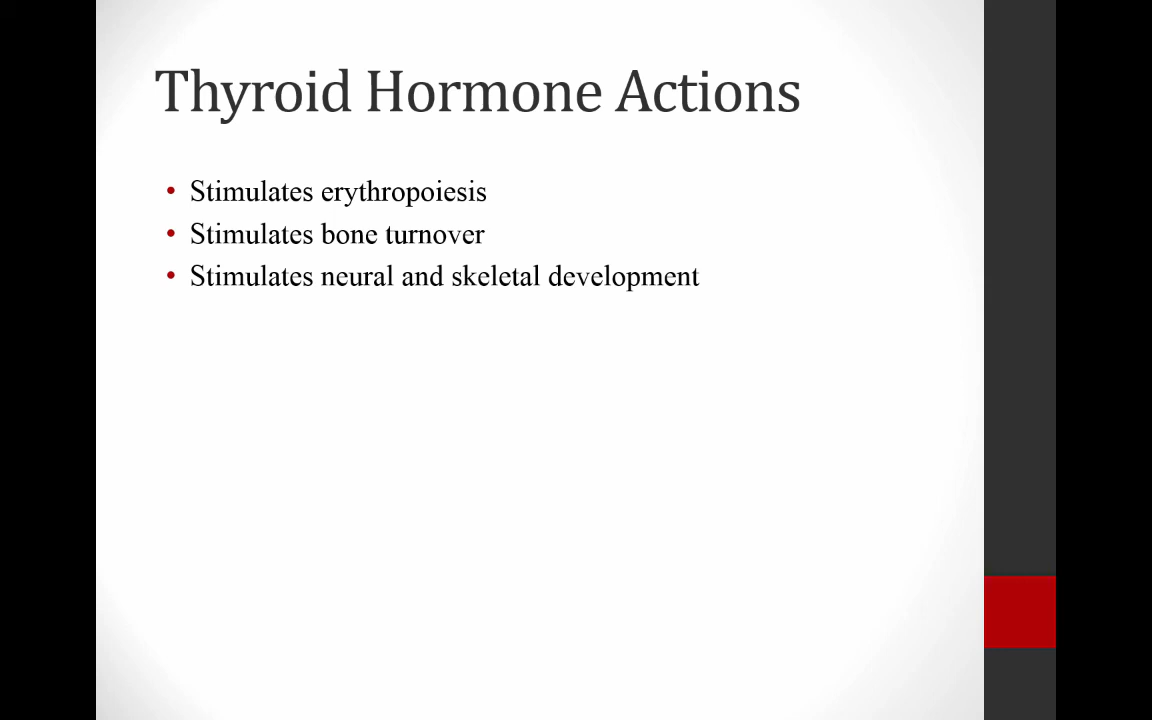 Thyroid Hormone Actions
• Stimulates erythropoiesis
• Stimulates bone turnover
• Stimulates neural and skeletal development